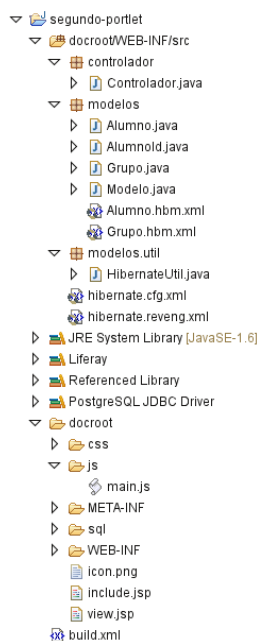 segundo-portlet
docroot/WEB-INF/src
controlador
Controlador.java
modelos
Alumno.java
AlumnoId.java
Grupo.java
Modelo.java
Alumno.hbm.xml
Grupo.hbm.xml
modelos.util
HibernateUtil.java
hibernate.cfg.xml
hibernate.reveng.xml
JRE System Library [JavaSE-1.6]
Liferay
Referenced Library
PostgreSQL JDBC Driver
docroot
css
js
main.js
META-INF
sql
WEB-INF
icon.png
include.jsp
view.jsp
build.xml